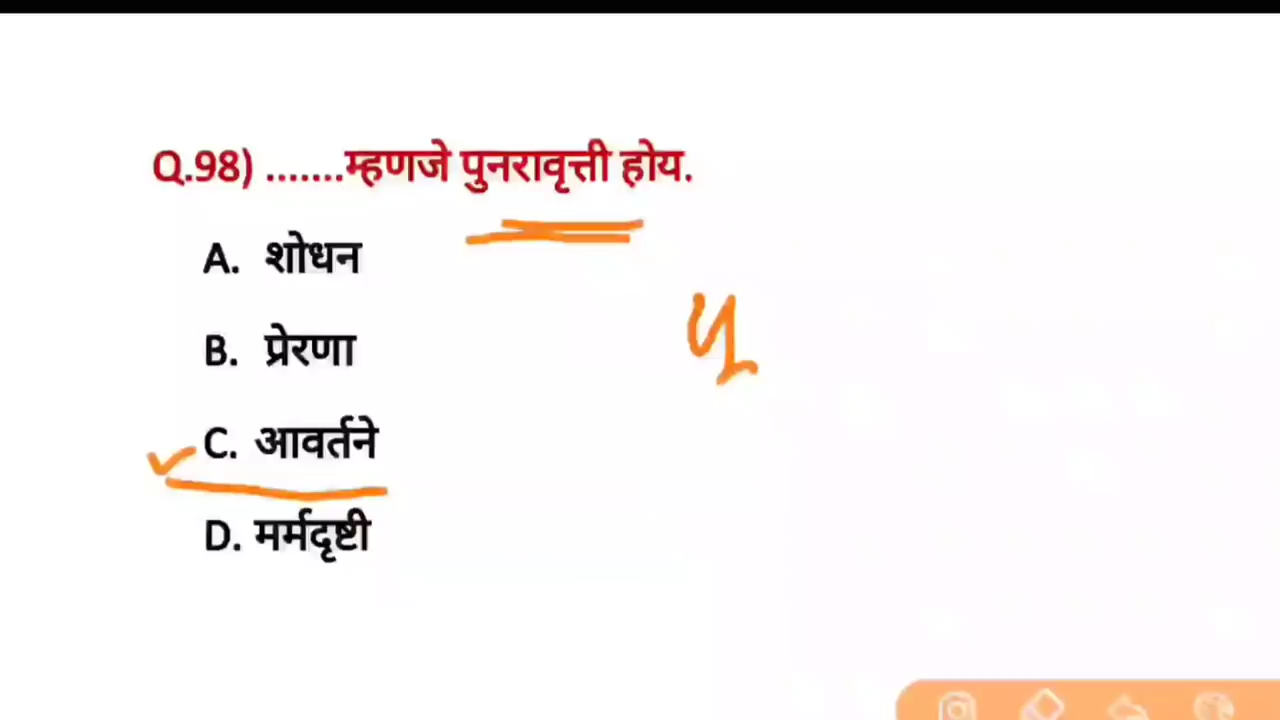 Q.98) .......म्हणजे पुनरावृत्ती होय.
A. शोधन
B. प्रेरणा
C. आवर्तने
D. मर्मदृष्टी